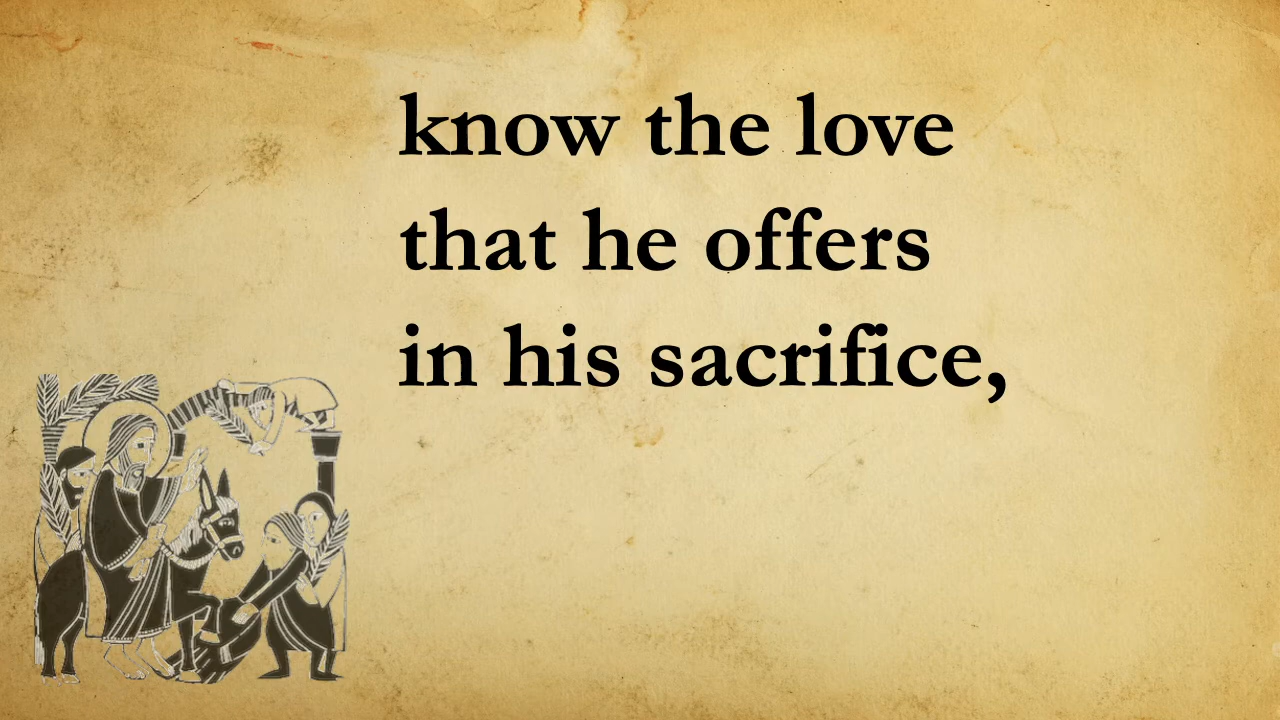 know the love
that he offers
in his sacrifice,